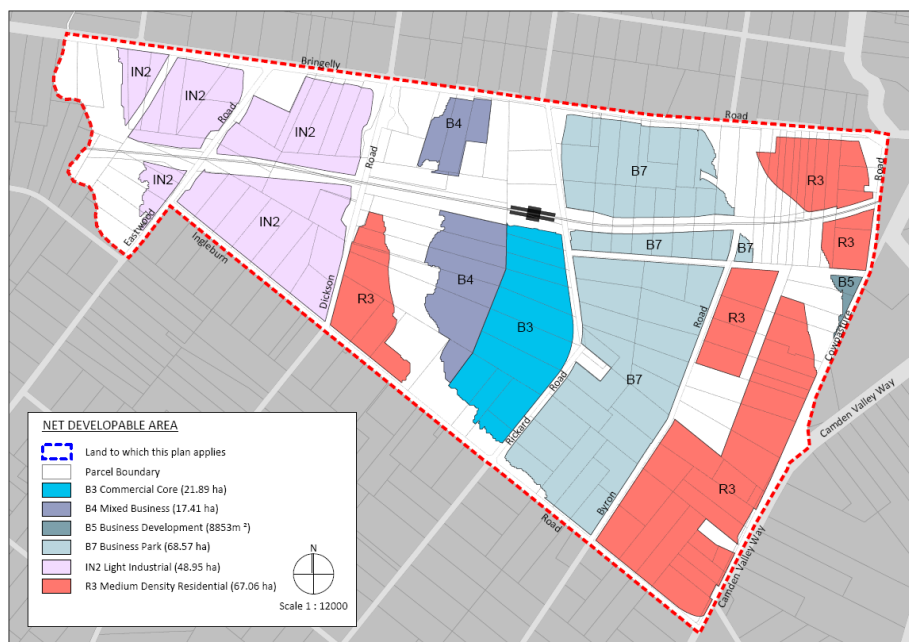 Bringelly
Road
IN2
IN2
IN2
Road
Road
B4
B7
R3
Road
IN2
Eastwood
Ingleburn
IN2
Dickson
R3
B4
B3
B7
B7
R3
B5
Cowpasture
Road
R3
B7
Road
Rickard
Byron
Road
R3
Camden Valley Way
Camden Valley Way
NET DEVELOPABLE AREA
Land to which this plan applies
Parcel Boundary
B3 Commercial Core (21.89 ha)
B4 Mixed Business (17.41 ha)
B5 Business Development (8853m ²)
B7 Business Park (68.57 ha)
IN2 Light Industrial (48.95 ha)
R3 Medium Density Residential (67.06 ha)
N
Scale 1 : 12000